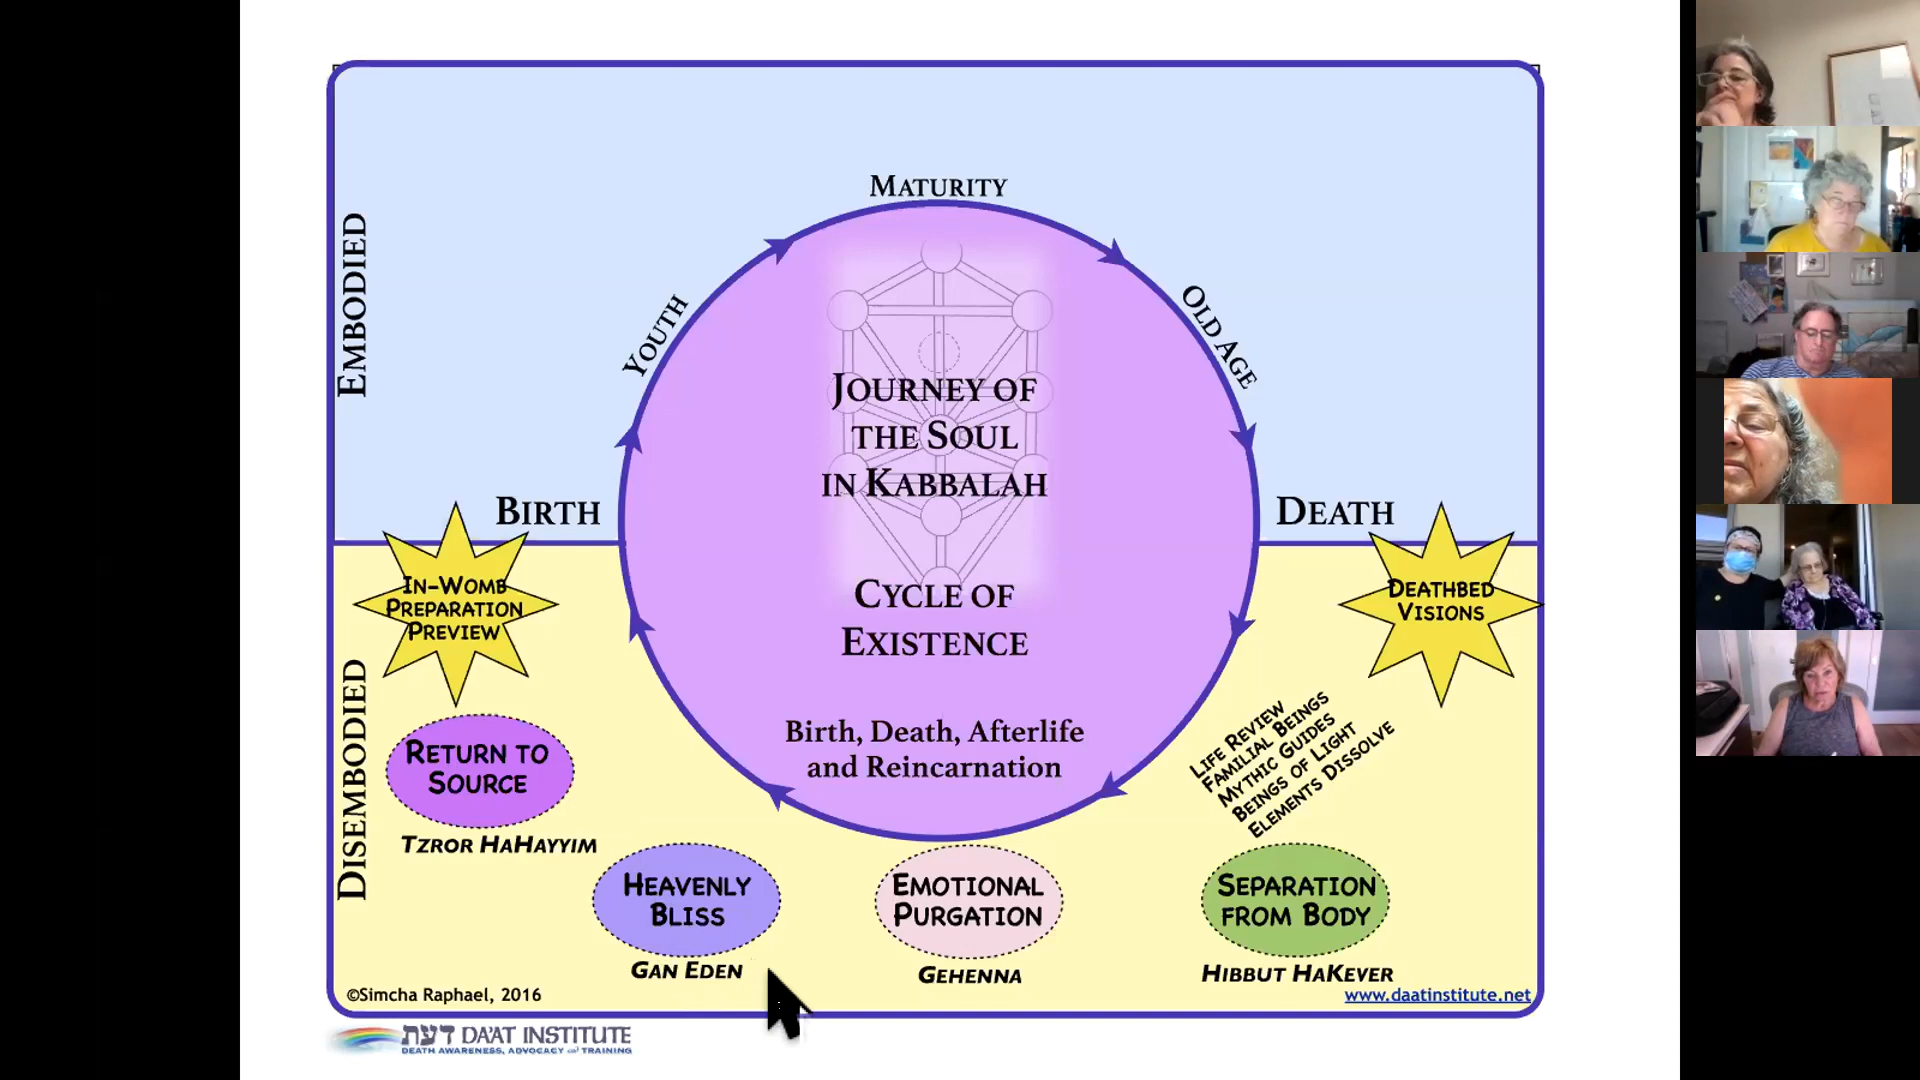 MATURITY
YOUTH
OLD AGE
EMBODIED
JOURNEY OF
THE SOUL
IN KABBALAH
BIRTH
DEATH
IN-WOMB
PREPARATION
PREVIEW
DEATHBED
VISIONS
CYCLE OF
EXISTENCE
DISEMBODIED
Birth, Death, Afterlife
and Reincarnation
LIFE REVIEW
FAMILIAL BEINGS
MYTHIC GUIDES
BEINGS OF LIGHT
ELEMENTS DISSOLVE
RETURN TO
SOURCE
TZROR HAHAYYIM
HEAVENLY
BLISS
GAN EDEN
EMOTIONAL
PURGATION
GEHENNA
SEPARATION
FROM BODY
HIBBUT HAKEVER
©Simcha Raphael, 2016
www.daatinstitute.net
דעת DA'AT INSTITUTE
DEATH AWARENESS, ADVOCACY and TRAINING